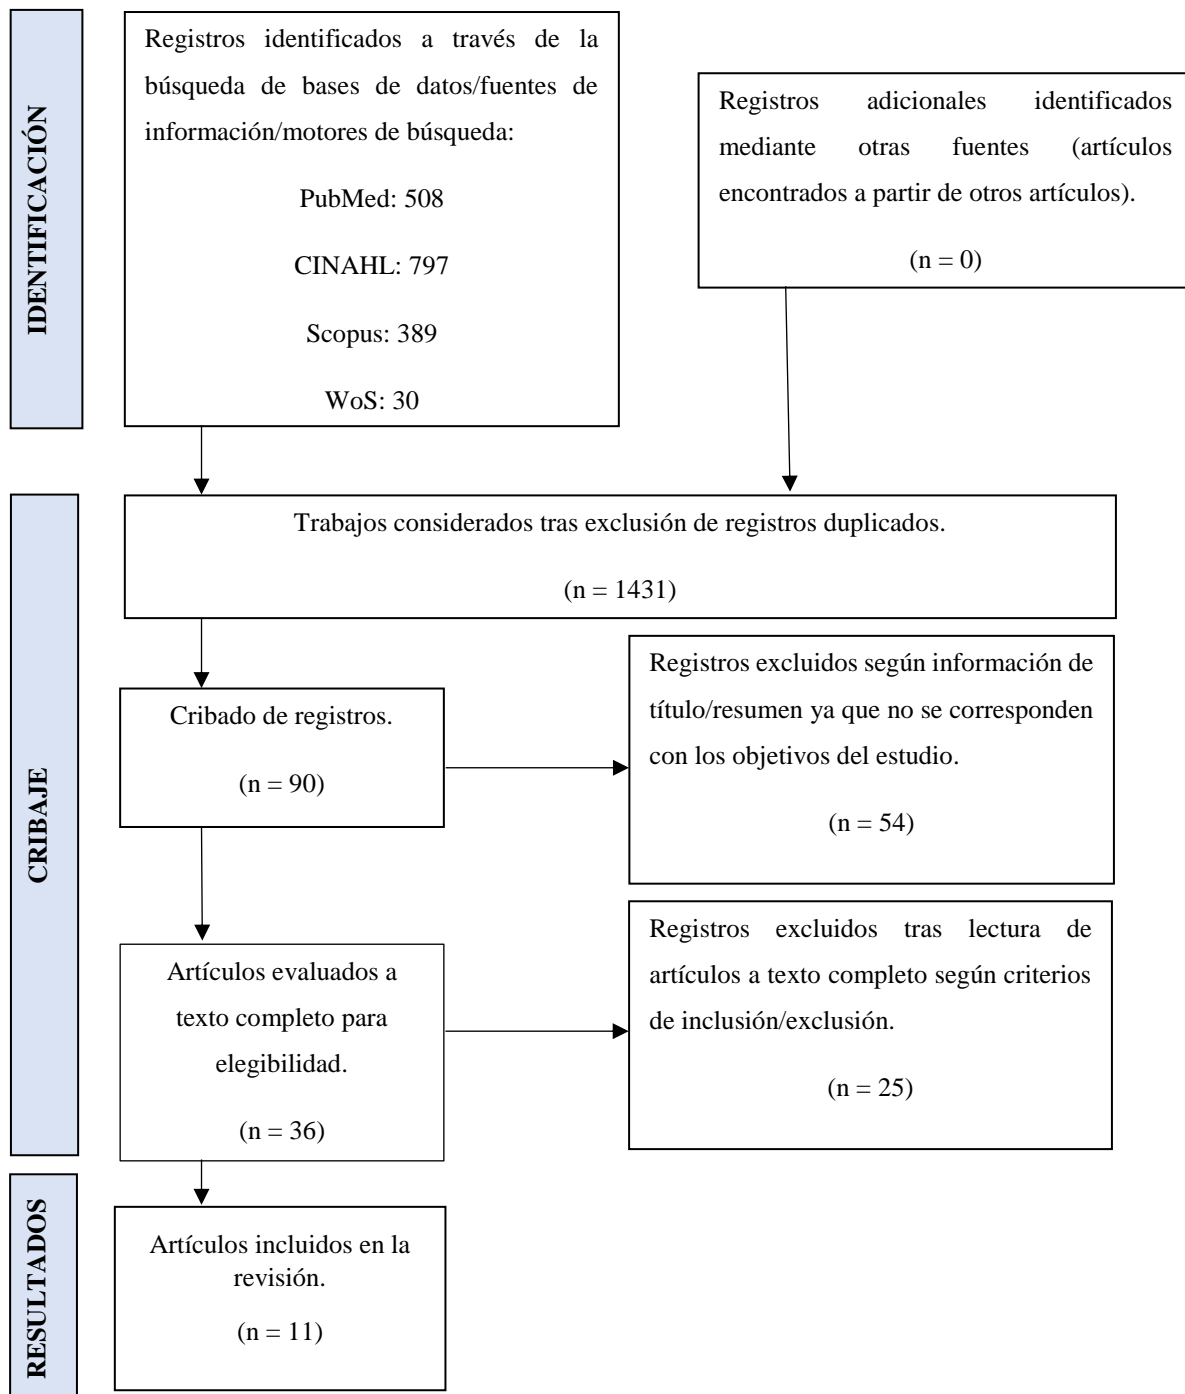 IDENTIFICACIÓN
Registros identificados a través de la
búsqueda de bases de datos/fuentes de
información/motores de búsqueda:
PubMed: 508
CINAHL: 797
Scopus: 389
WoS: 30
Registros adicionales identificados
mediante otras fuentes (artículos
encontrados a partir de otros artículos).
(n = 0)
CRIBAJE
Trabajos considerados tras exclusión de registros duplicados.
(n = 1431)
Cribado de registros.
(n = 90)
Registros excluidos según información de
título/resumen ya que no se corresponden
con los objetivos del estudio.
(n = 54)
Artículos evaluados a
texto completo para
elegibilidad.
(n = 36)
Registros excluidos tras lectura de
artículos a texto completo según criterios
de inclusión/exclusión.
(n = 25)
RESULTADOS
Artículos incluidos en la
revisión.
(n = 11)